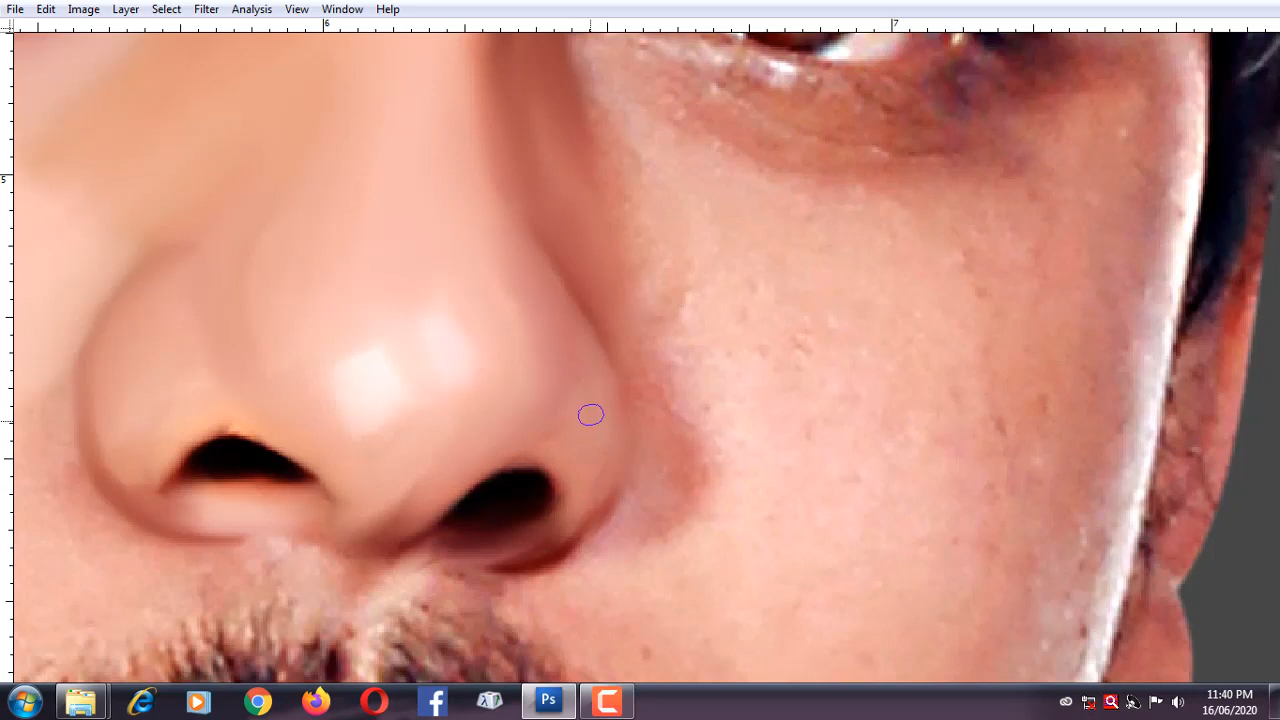 File Edit Image Layer Select Filter Analysis View Window Help
6 7
5
Ps
11:40 PM
16/06/2020